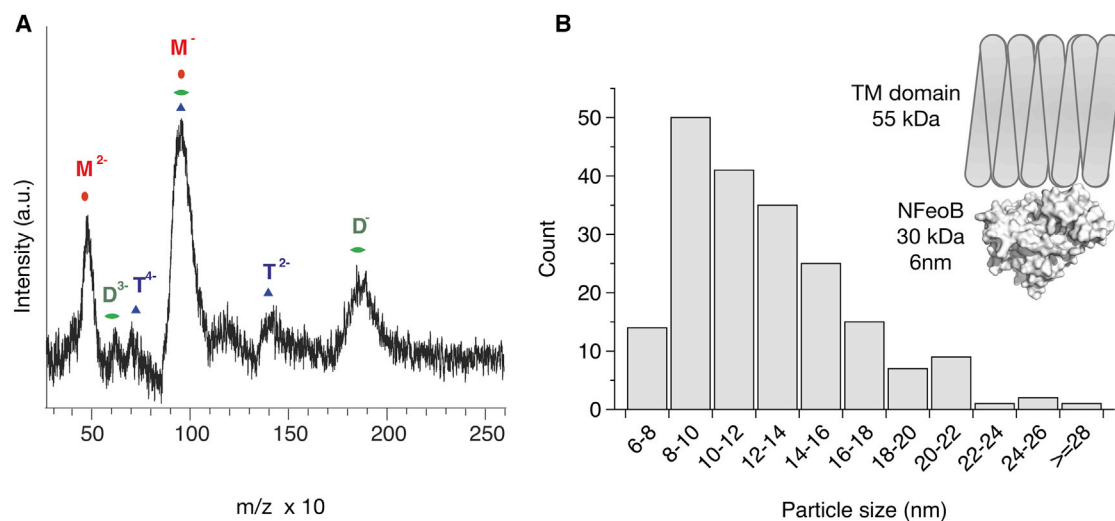 A
M-
M2-
D3-
T4-
T2-
D-
Intensity (a.u.)
50
100
150
200
250
m/z x 10
B
TM domain
55 kDa
NFeoB
30 kDa
6nm
Count
50
40
30
20
10
0
6-8
8-10
10-12
12-14
14-16
16-18
18-20
20-22
22-24
24-26
>=28
Particle size (nm)